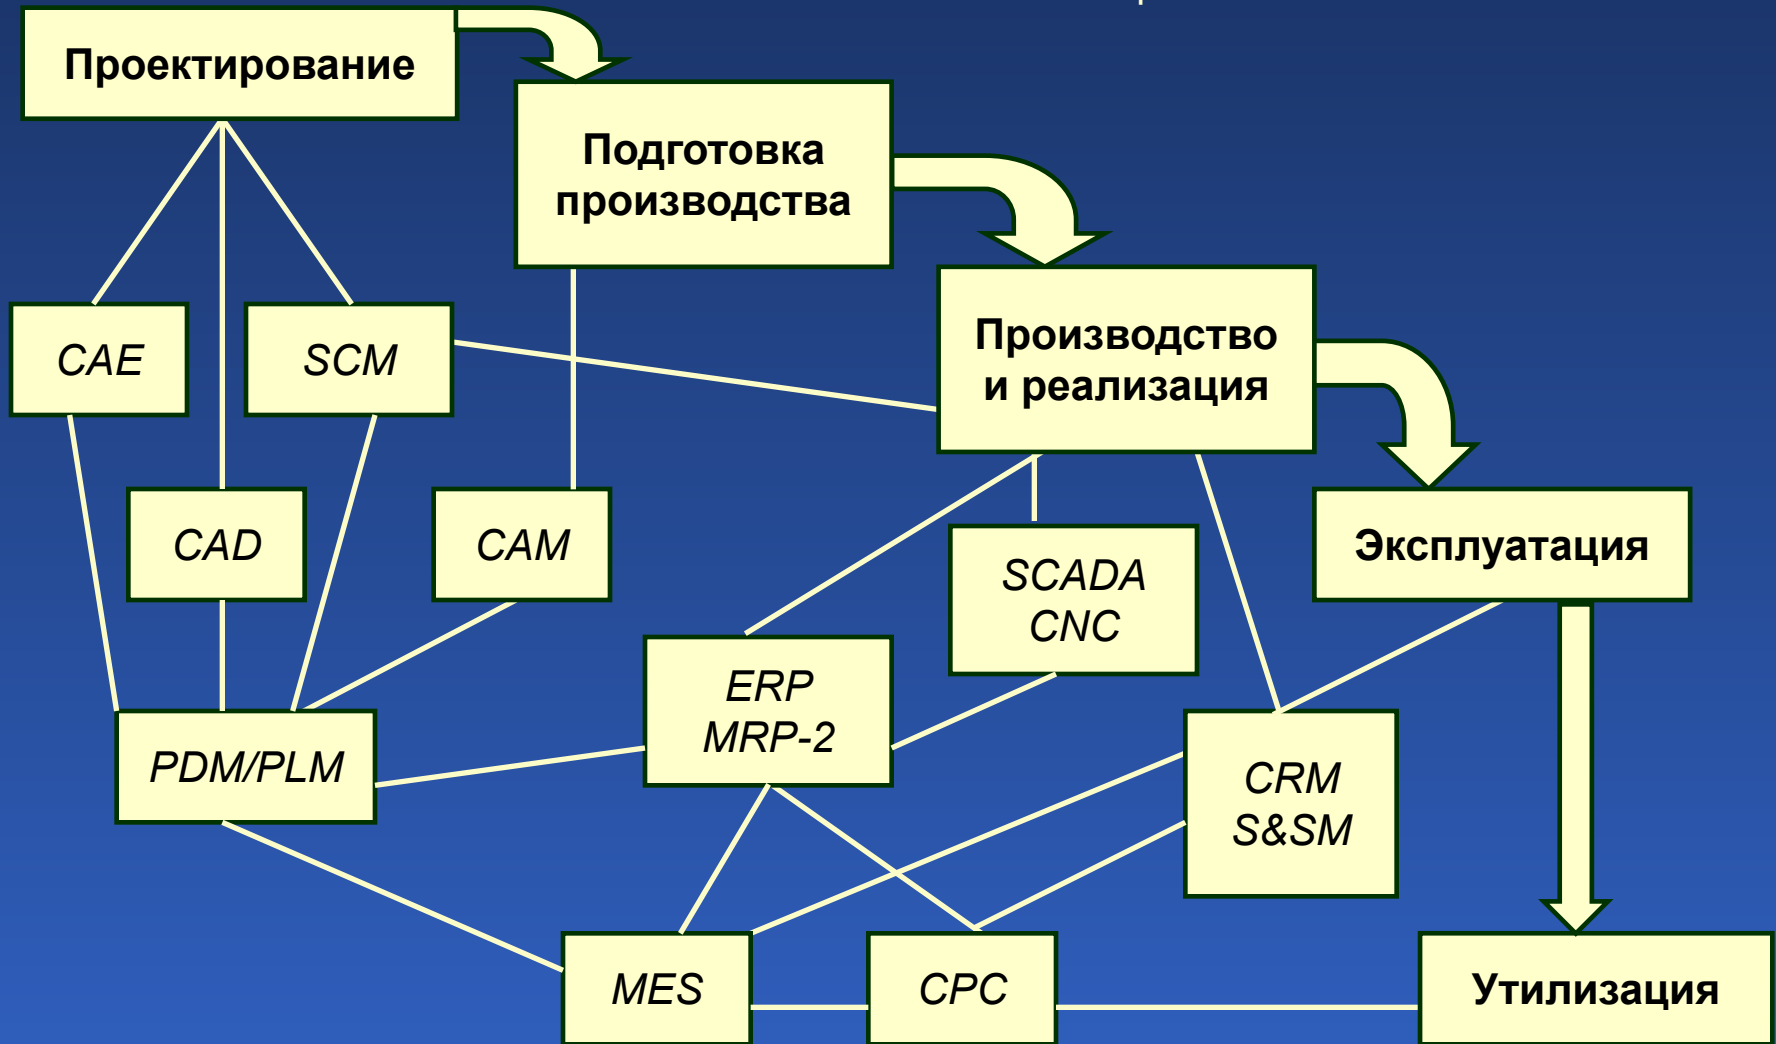 Проектирование
Подготовка
производства
Производство
и реализация
CAE
SCM
CAD
CAM
SCADA
CNC
Эксплуатация
ERP
MRP-2
PDM/PLM
CRM
S&SM
MES
CPC
Утилизация